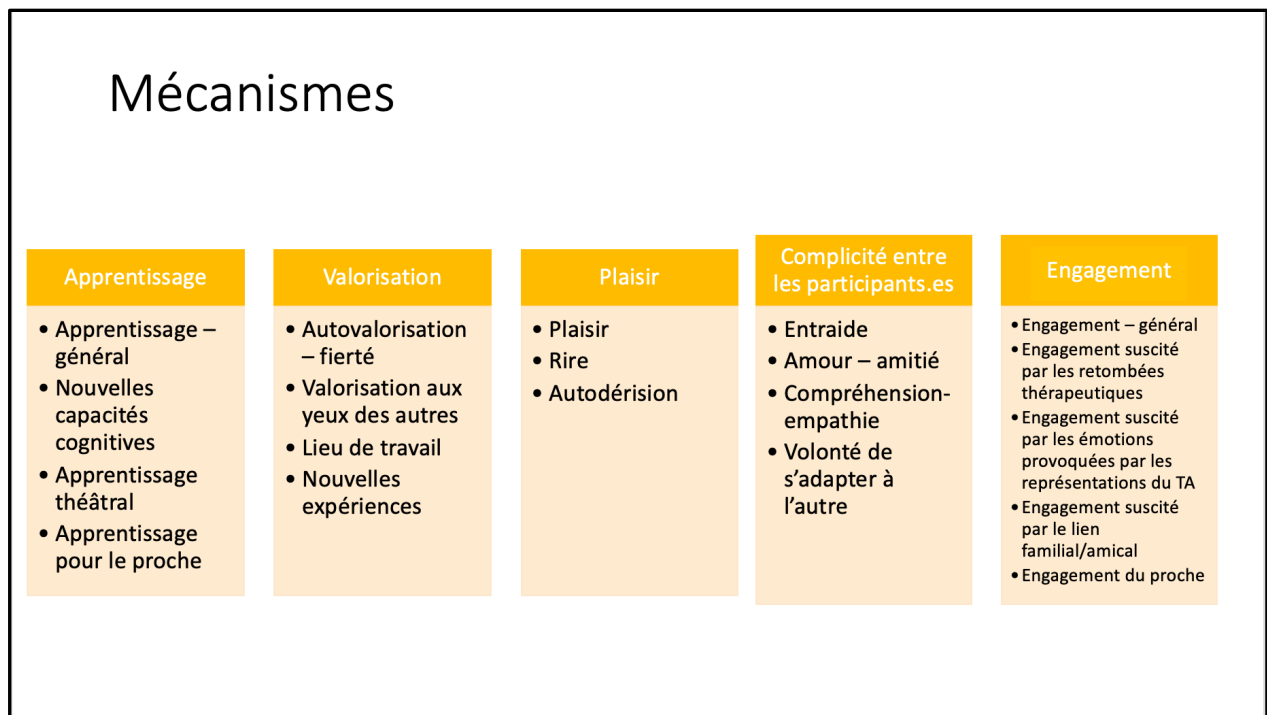 Mécanismes
Apprentissage
• Apprentissage –
général
• Nouvelles
capacités
cognitives
• Apprentissage
théâtral
• Apprentissage
pour le proche
Valorisation
• Autovalorisation
– fierté
• Valorisation aux
yeux des autres
• Lieu de travail
• Nouvelles
expériences
Plaisir
• Plaisir
• Rire
• Autodérision
Complicité entre
les participants.es
• Entraide
• Amour – amitié
• Compréhension-
empathie
• Volonté de
s’adapter à
l’autre
Engagement
• Engagement – général
• Engagement suscité
par les retombées
thérapeutiques
• Engagement suscité
par les émotions
provoquées par les
représentations du TA
• Engagement suscité
par le lien
familial/amical
• Engagement du proche